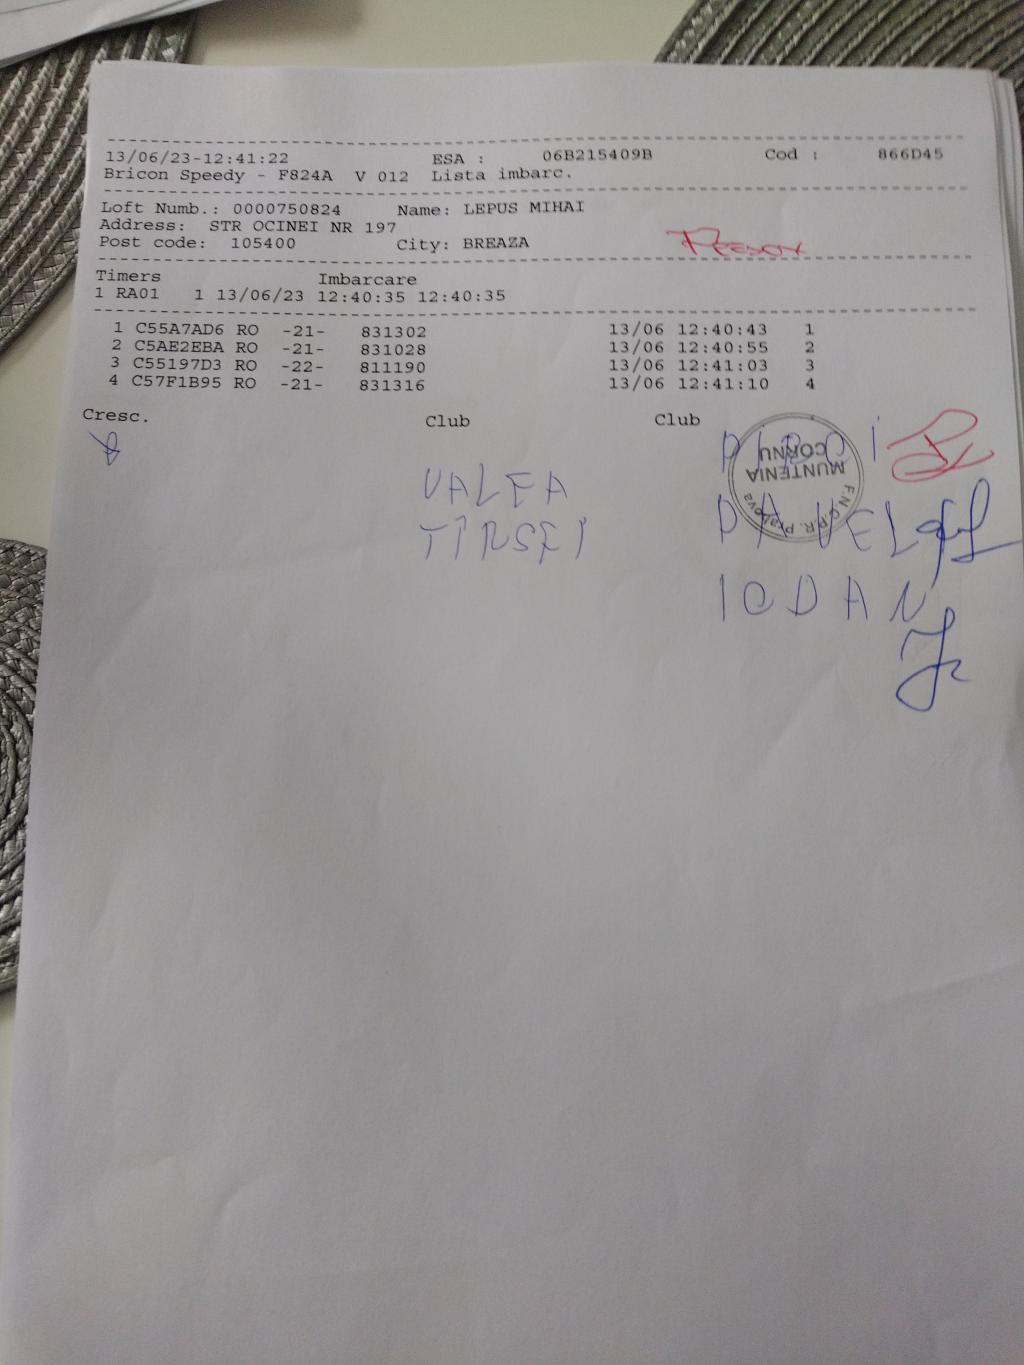 13/06/23-12:41:22 ESA : 06B215409B Cod : 866D45
Bricon Speedy - F824A V 012 Lista imbarc.
Loft Numb.: 0000750824 Name: LEPUS MIHAI
Address: STR OCINEI NR 197
Post code: 105400 City: BREAZA
Timers Imbarcare
1 RA01 1 13/06/23 12:40:35 12:40:35
1 C55A7AD6 RO -21- 831302 13/06 12:40:43 1
2 C5AE2EBA RO -21- 831028 13/06 12:40:55 2
3 C55197D3 RO -22- 811190 13/06 12:41:03 3
4 C57F1B95 RO -21- 831316 13/06 12:41:10 4
Cresc. Club Club
VALEA
TÎRSEI
PAVEL
IODAN
MUNTENIA
CORNU
F.N.C.P.R. Prahova